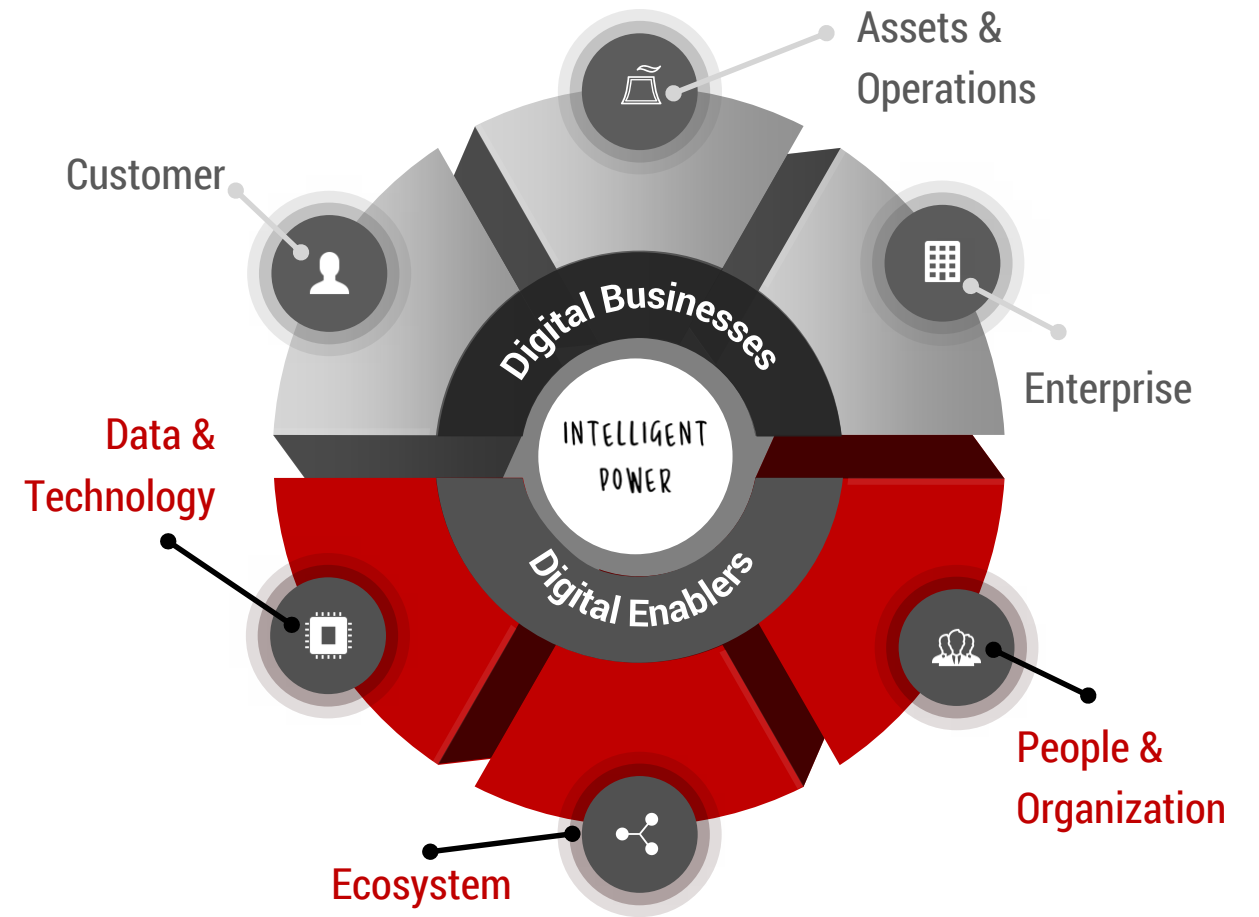 Assets &
Operations
Customer
Digital Businesses
Enterprise
INTELLIGENT
POWER
Data &
Technology
Digital Enablers
People &
Organization
Ecosystem